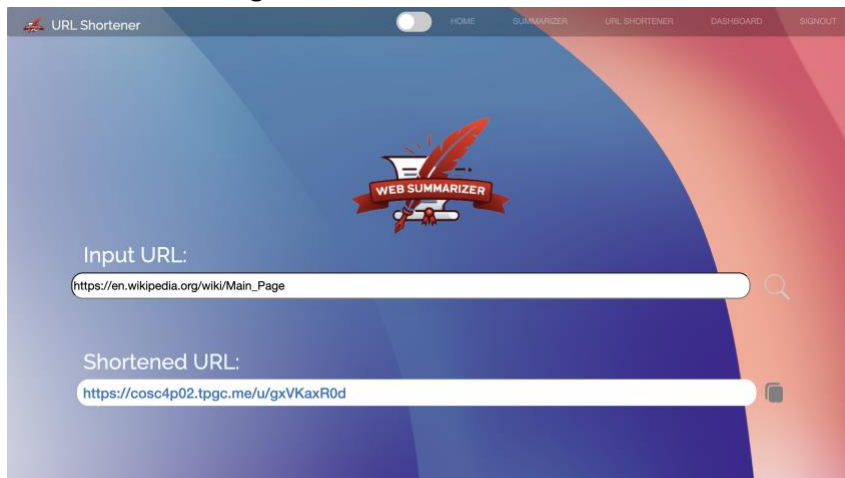 URL Shortener
HOME
SUMMARIZER
URL SHORTENER
DASHBOARD
SIGNOUT
WEB SUMMARIZER
Input URL:
https://en.wikipedia.org/wiki/Main_Page
Shortened URL:
https://cosc4p02.tpgc.me/u/gxVKaxR0d